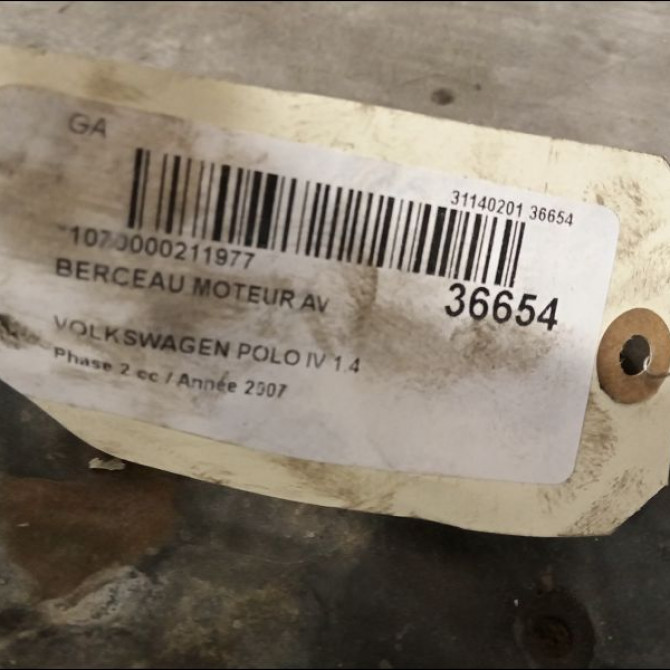 GA
31140201 36654
1070000211977
36654
BERCEAU MOTEUR AV
VOLKSWAGEN POLO IV 1.4
Phase 2 cc / Année 2007